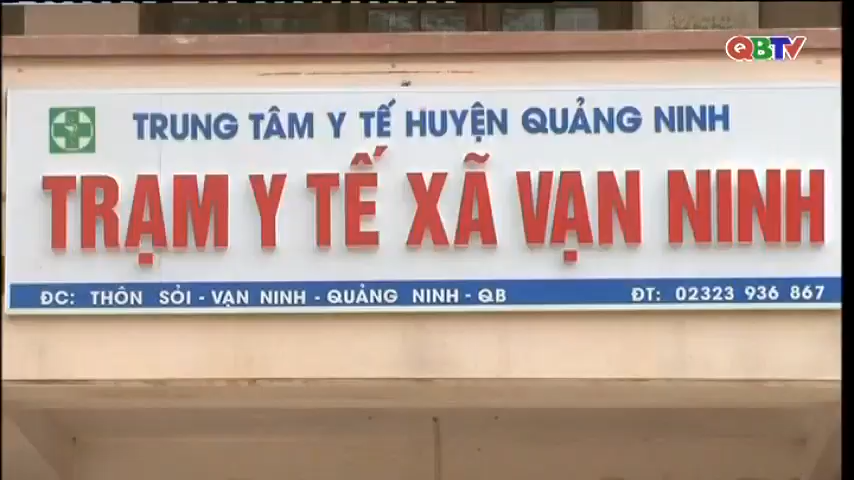 QBTV
TRUNG TÂM Y TẾ HUYỆN QUẢNG NINH
TRẠM Y TẾ XÃ VẠN NINH
ĐC: THÔN SỎI - VẠN NINH - QUẢNG NINH - QB ĐT: 02323 936 867